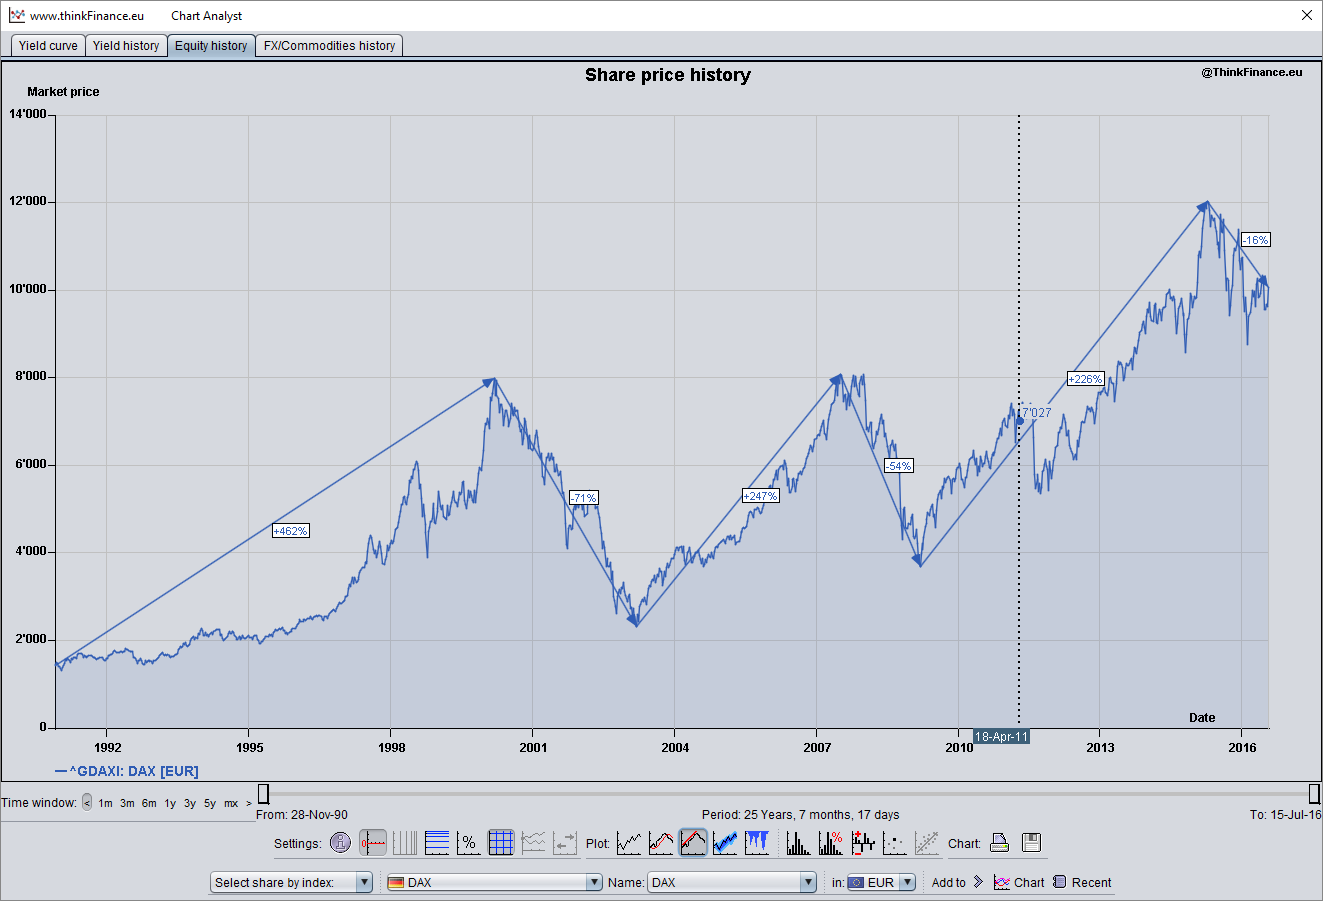 www.thinkFinance.eu Chart Analyst
Yield curve Yield history Equity history FX/Commodities history
Share price history
@ThinkFinance.eu
Market price
14'000
12'000
10'000
8'000
6'000
4'000
2'000
0
+462%
-71%
+247%
-54%
+226%
-16%
7'027
Date
18-Apr-11
1992 1995 1998 2001 2004 2007 2010 2013 2016
^GDAXI: DAX [EUR]
Time window: < 1m 3m 6m 1y 3y 5y mx >
From: 28-Nov-90 Period: 25 Years, 7 months, 17 days To: 15-Jul-16
Settings: i 0 % Plot: % Chart:
Select share by index: DAX Name: DAX in: EUR Add to Chart Recent